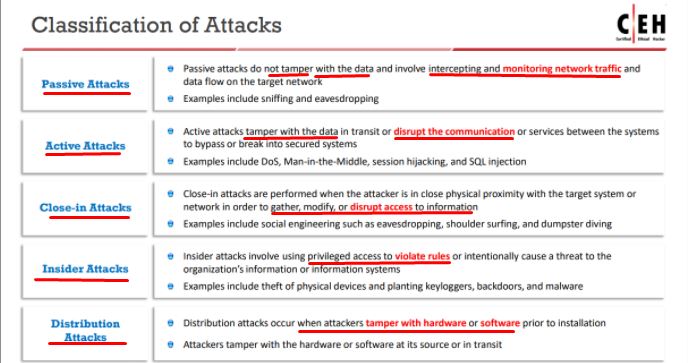 Classification of Attacks
C|EH
Certified Ethical Hacker
Passive Attacks
Passive attacks do not tamper with the data and involve intercepting and monitoring network traffic and
data flow on the target network
Examples include sniffing and eavesdropping
Active Attacks
Active attacks tamper with the data in transit or disrupt the communication or services between the systems
to bypass or break into secured systems
Examples include DoS, Man-in-the-Middle, session hijacking, and SQL injection
Close-in Attacks
Close-in attacks are performed when the attacker is in close physical proximity with the target system or
network in order to gather, modify, or disrupt access to information
Examples include social engineering such as eavesdropping, shoulder surfing, and dumpster diving
Insider Attacks
Insider attacks involve using privileged access to violate rules or intentionally cause a threat to the
organization's information or information systems
Examples include theft of physical devices and planting keyloggers, backdoors, and malware
Distribution
Attacks
Distribution attacks occur when attackers tamper with hardware or software prior to installation
Attackers tamper with the hardware or software at its source or in transit